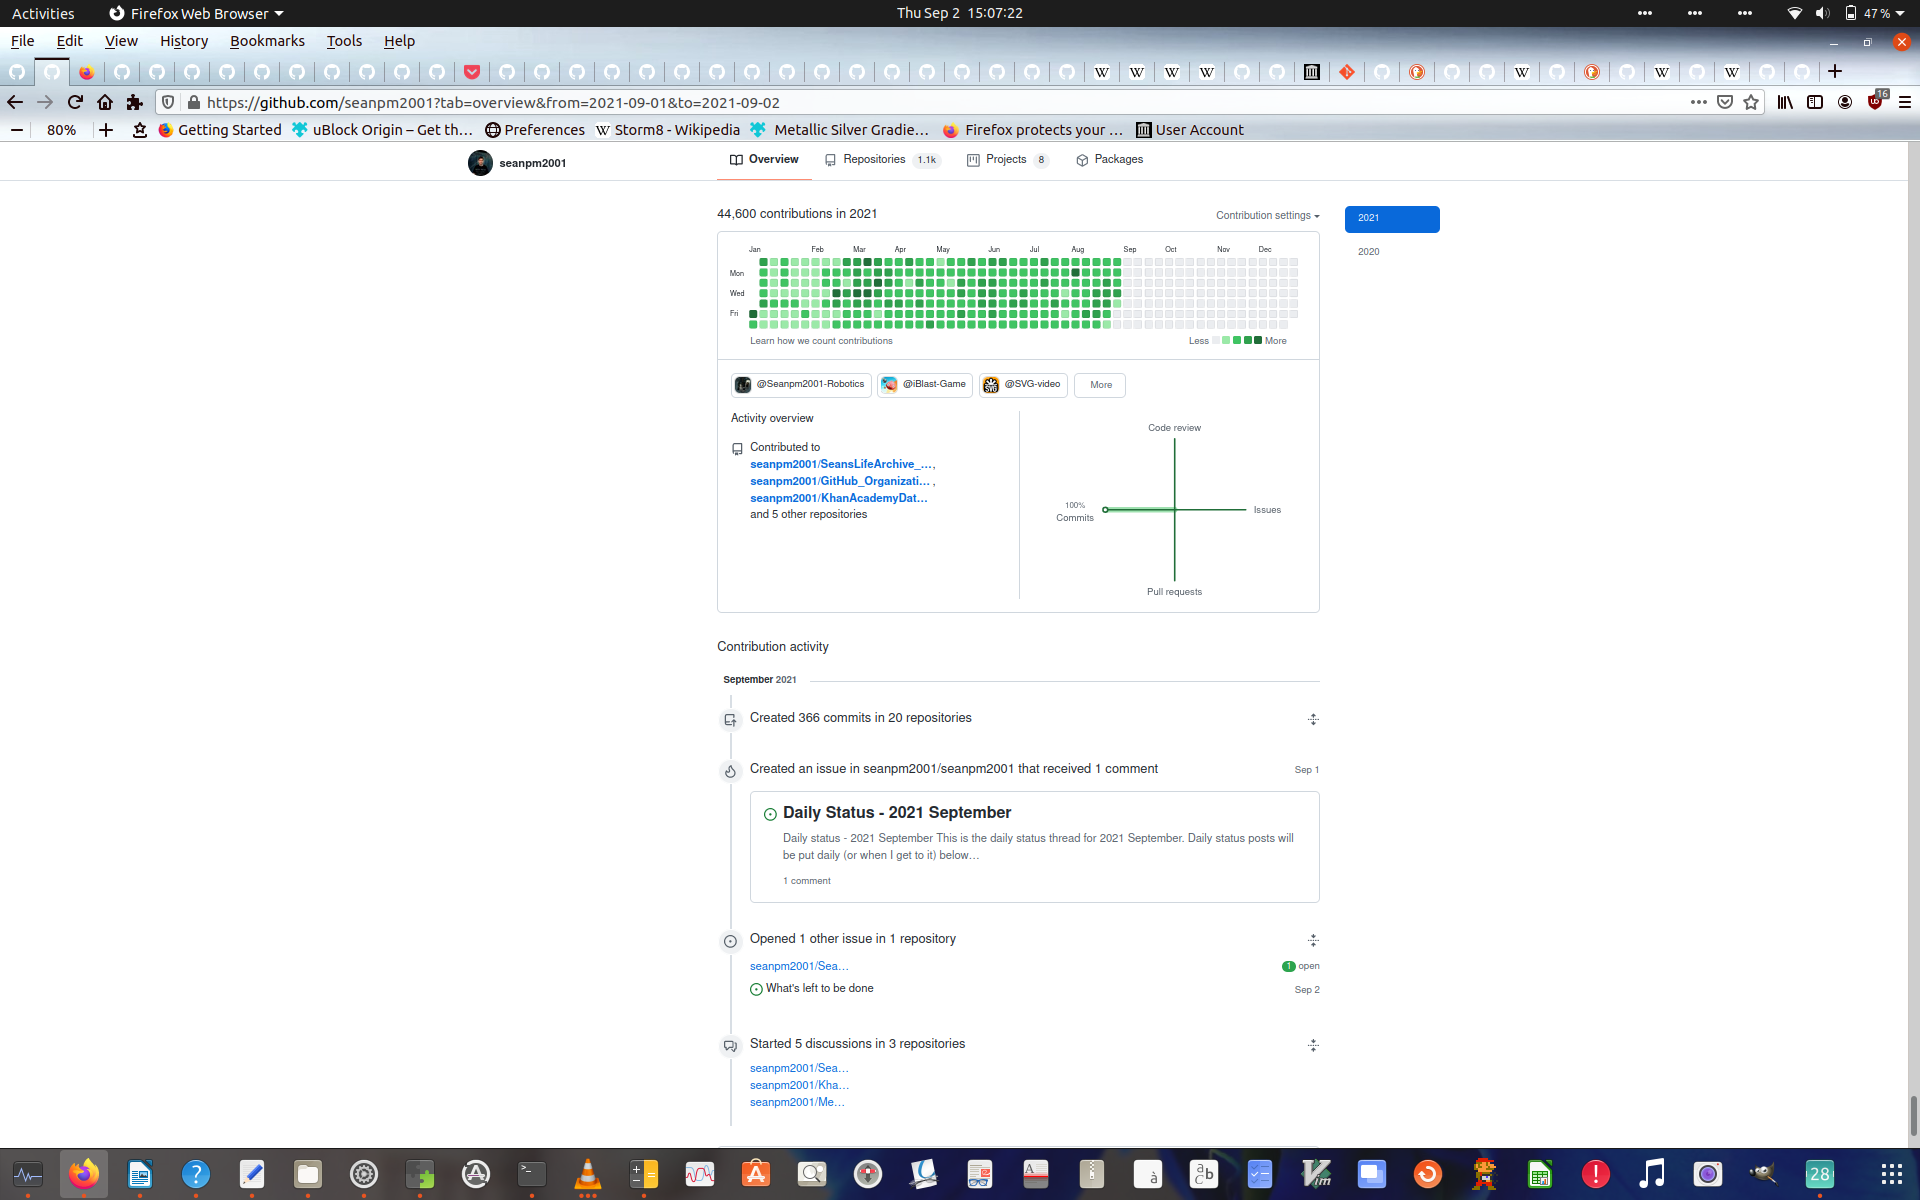 Activities Firefox Web Browser Thu Sep 2 15:07:22 47 %
File Edit View History Bookmarks Tools Help
https://github.com/seanpm2001?tab=overview&from=2021-09-01&to=2021-09-02 16
80% Getting Started uBlock Origin – Get th… Preferences Storm8 - Wikipedia Metallic Silver Gradie… Firefox protects your … User Account
seanpm2001 Overview Repositories 1.1k Projects 8 Packages
44,600 contributions in 2021 Contribution settings 2021
2020
Jan Feb Mar Apr May Jun Jul Aug Sep Oct Nov Dec
Mon
Wed
Fri
Learn how we count contributions Less More
@Seanpm2001-Robotics @iBlast-Game @SVG-video More
Activity overview
Contributed to
seanpm2001/SeansLifeArchive_…,
seanpm2001/GitHub_Organizati… ,
seanpm2001/KhanAcademyDat…
and 5 other repositories
Code review
100%
Commits
Issues
Pull requests
Contribution activity
September 2021
Created 366 commits in 20 repositories
Created an issue in seanpm2001/seanpm2001 that received 1 comment Sep 1
Daily Status - 2021 September
Daily status - 2021 September This is the daily status thread for 2021 September. Daily status posts will
be put daily (or when I get to it) below…
1 comment
Opened 1 other issue in 1 repository
seanpm2001/Sea… 1 open
What's left to be done Sep 2
Started 5 discussions in 3 repositories
seanpm2001/Sea…
seanpm2001/Kha…
seanpm2001/Me…
28